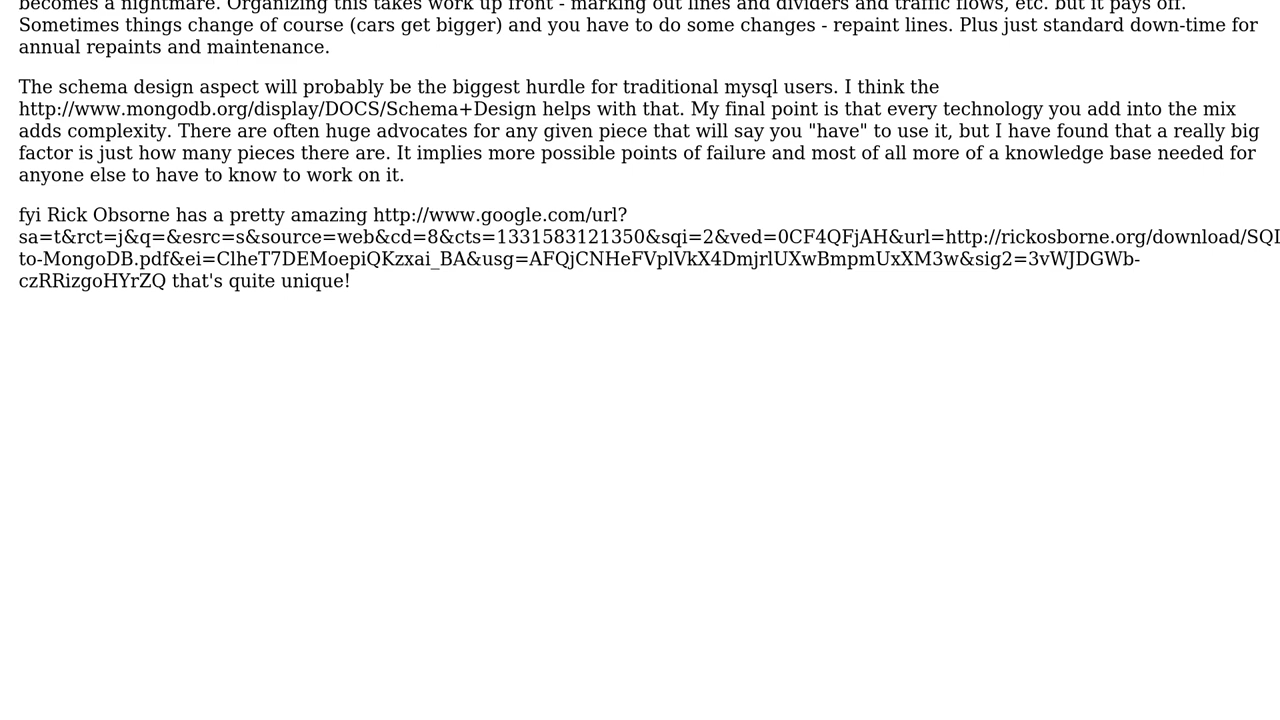 becomes a nightmare. Organizing this takes work up front - marking out lines and dividers and traffic flows, etc. but it pays off.
Sometimes things change of course (cars get bigger) and you have to do some changes - repaint lines. Plus just standard down-time for
annual repaints and maintenance.
The schema design aspect will probably be the biggest hurdle for traditional mysql users. I think the
http://www.mongodb.org/display/DOCS/Schema+Design helps with that. My final point is that every technology you add into the mix
adds complexity. There are often huge advocates for any given piece that will say you "have" to use it, but I have found that a really big
factor is just how many pieces there are. It implies more possible points of failure and most of all more of a knowledge base needed for
anyone else to have to know to work on it.
fyi Rick Obsorne has a pretty amazing http://www.google.com/url?
sa=t&rct=j&q=&esrc=s&source=web&cd=8&cts=1331583121350&sqi=2&ved=0CF4QFjAH&url=http://rickosborne.org/download/SQL
to-MongoDB.pdf&ei=ClheT7DEMoepiQKzxai_BA&usg=AFQjCNHeFVplVkX4DmjrlUXwBmpmUxXM3w&sig2=3vWJDGWb-
czRRizgoHYrZQ that's quite unique!